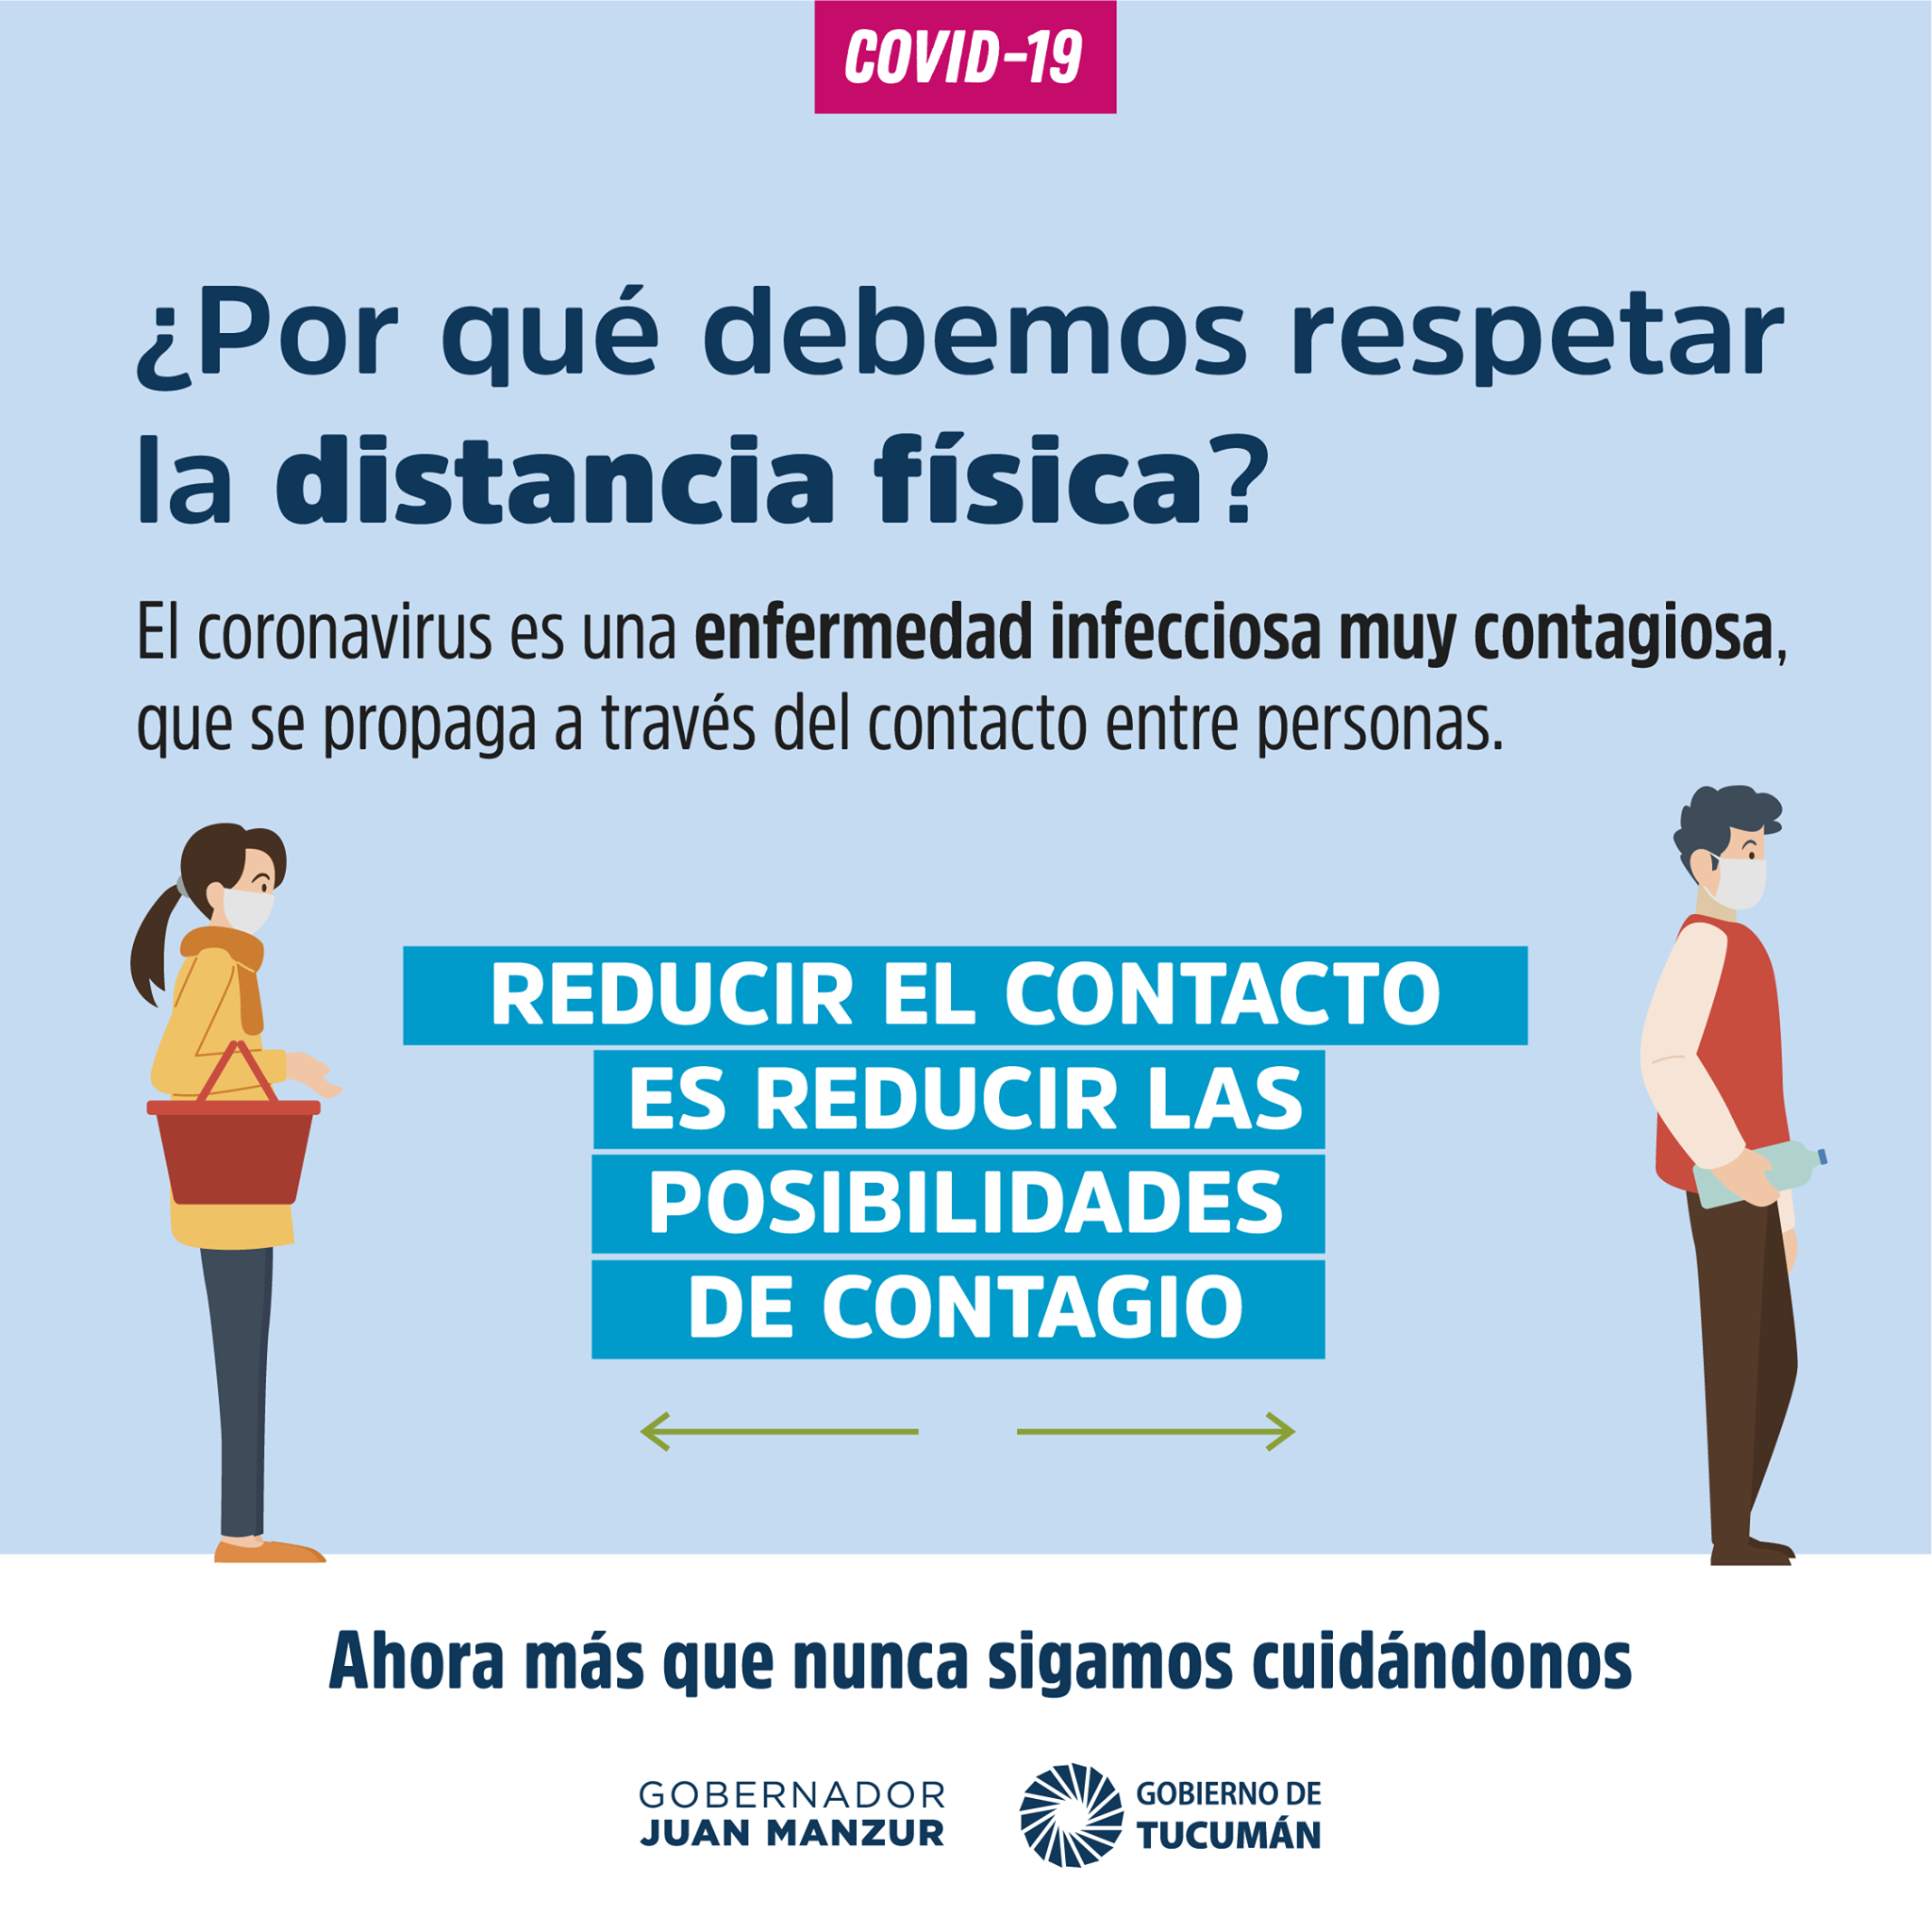 COVID-19
¿Por qué debemos respetar
la distancia física?
El coronavirus es una enfermedad infecciosa muy contagiosa,
que se propaga a través del contacto entre personas.
REDUCIR EL CONTACTO
ES REDUCIR LAS
POSIBILIDADES
DE CONTAGIO
Ahora más que nunca sigamos cuidándonos
GOBERNADOR
JUAN MANZUR
GOBIERNO DE
TUCUMÁN